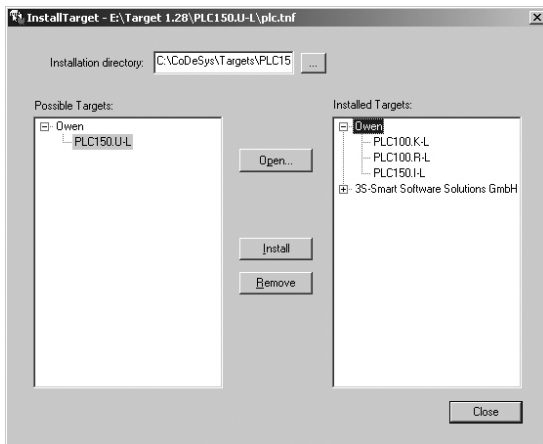 InstallTarget - E:\Target 1.28\PLC150.U-L\plc.tnf
Installation directory: C:\CoDeSys\Targets\PLC15 ...
Possible Targets:
Owen
PLC150.U-L
Open...
Install
Remove
Installed Targets:
Owen
PLC100.K-L
PLC100.R-L
PLC150.I-L
3S-Smart Software Solutions GmbH
Close